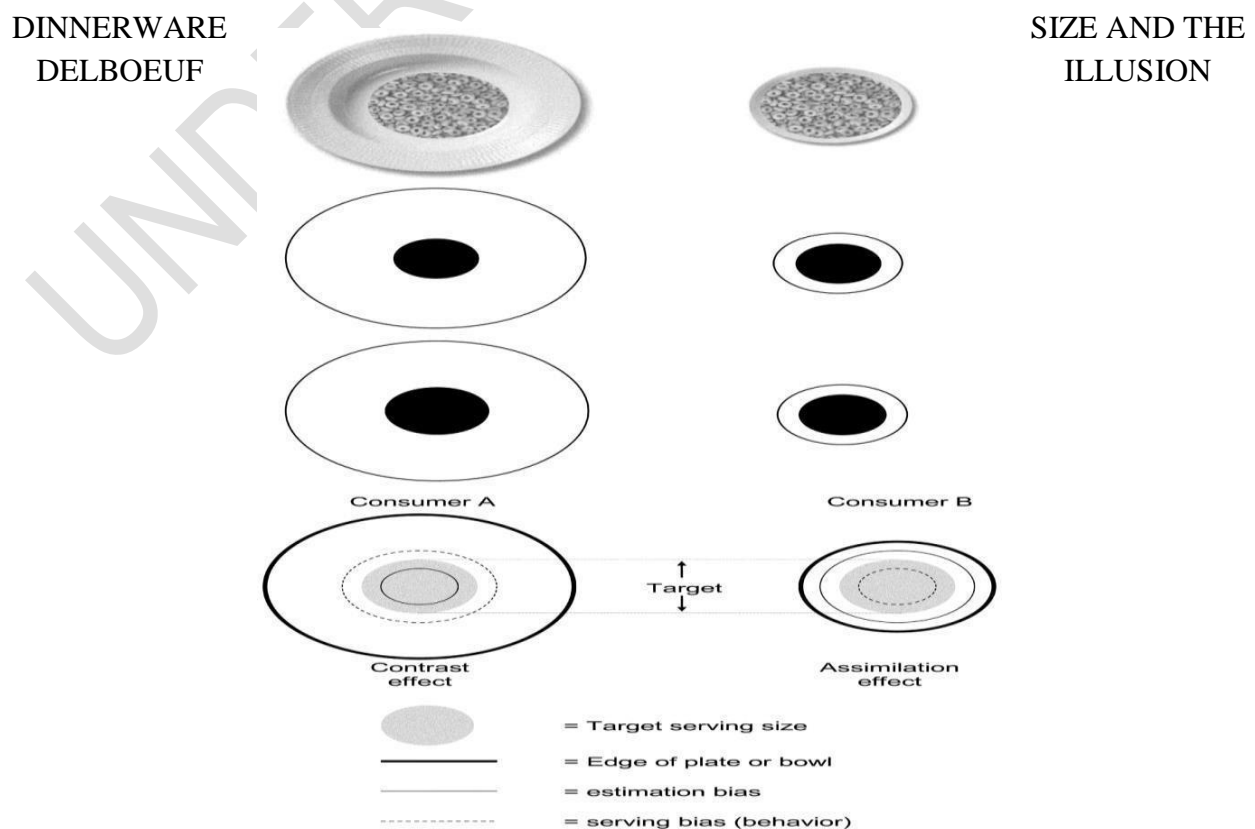 DINNERWARE
DELBOEUF
SIZE AND THE
ILLUSION
Consumer A
Consumer B
Target
Contrast
effect
Assimilation
effect
= Target serving size
= Edge of plate or bowl
= estimation bias
= serving bias (behavior)